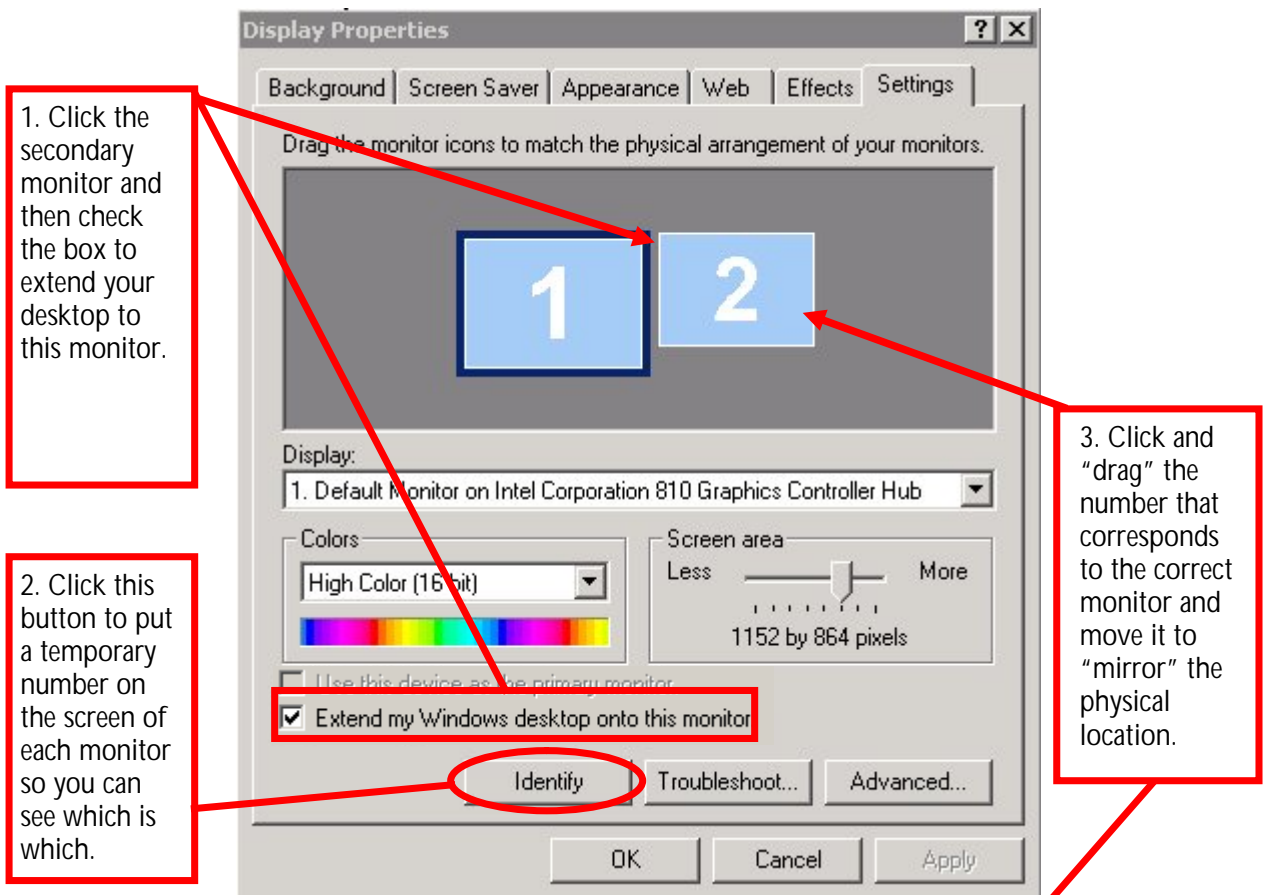 Display Properties
Background Screen Saver Appearance Web Effects Settings
Drag the monitor icons to match the physical arrangement of your monitors.
1 2
Display:
1. Default Monitor on Intel Corporation 810 Graphics Controller Hub
Colors
High Color (16 bit)
Screen area
Less More
1152 by 864 pixels
Use this device as the primary monitor
Extend my Windows desktop onto this monitor
Identify Troubleshoot... Advanced...
OK Cancel Apply
1. Click the
secondary
monitor and
then check
the box to
extend your
desktop to
this monitor.
2. Click this
button to put
a temporary
number on
the screen of
each monitor
so you can
see which is
which.
3. Click and
“drag” the
number that
corresponds
to the correct
monitor and
move it to
“mirror” the
physical
location.